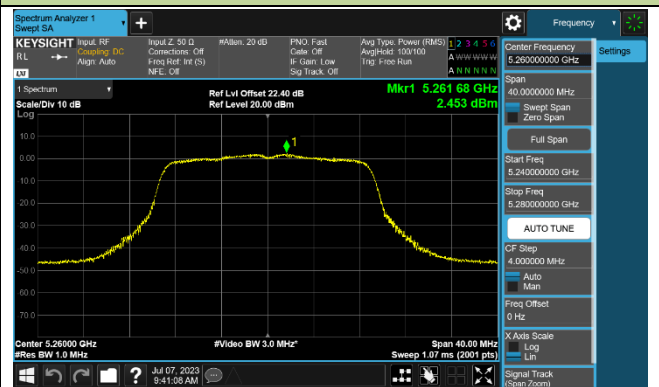 Spectrum Analyzer 1
Swept SA
Frequency
KEYSIGHT
RL
LXI
Input: RF
Coupling: DC
Align: Auto
Input Z: 50 Ω
Corrections: Off
Freq Ref: Int (S)
NFE: Off
#Atten: 20 dB
PNO: Fast
Gate: Off
IF Gain: Low
Sig Track: Off
Avg Type: Power (RMS)
Avg|Hold: 100/100
Trig: Free Run
1 2 3 4 5 6
A W W W W W
A N N N N N
1 Spectrum
Scale/Div 10 dB
Log
Ref Lvl Offset 22.40 dB
Ref Level 20.00 dBm
Mkr1 5.261 68 GHz
2.453 dBm
1
10.0
0.00
-10.0
-20.0
-30.0
-40.0
-50.0
-60.0
-70.0
Center 5.26000 GHz
#Res BW 1.0 MHz
#Video BW 3.0 MHz*
Span 40.00 MHz
Sweep 1.07 ms (2001 pts)
Jul 07, 2023
9:41:08 AM
Center Frequency
5.260000000 GHz
Settings
Span
40.0000000 MHz
Swept Span
Zero Span
Full Span
Start Freq
5.240000000 GHz
Stop Freq
5.280000000 GHz
AUTO TUNE
CF Step
4.000000 MHz
Auto
Man
Freq Offset
0 Hz
X Axis Scale
Log
Lin
Signal Track
(Span Zoom)